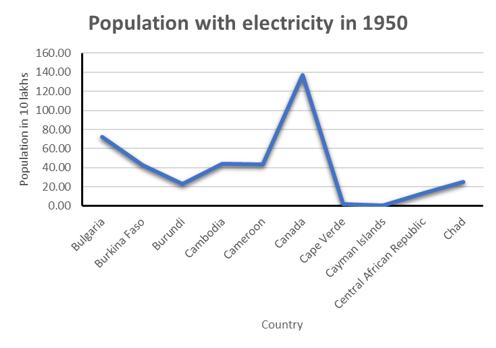 Population with electricity in 1950
Population in 10 lakhs
160.00
140.00
120.00
100.00
80.00
60.00
40.00
20.00
0.00
Bulgaria
Burkina Faso
Burundi
Cambodia
Cameroon
Canada
Cape Verde
Cayman Islands
Central African Republic
Chad
Country